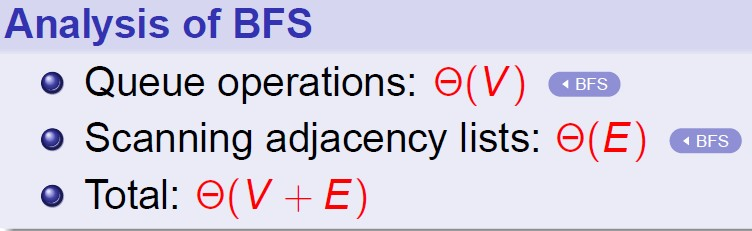 Analysis of BFS
Queue operations: Θ(V) BFS
Scanning adjacency lists: Θ(E) BFS
Total: Θ(V + E)